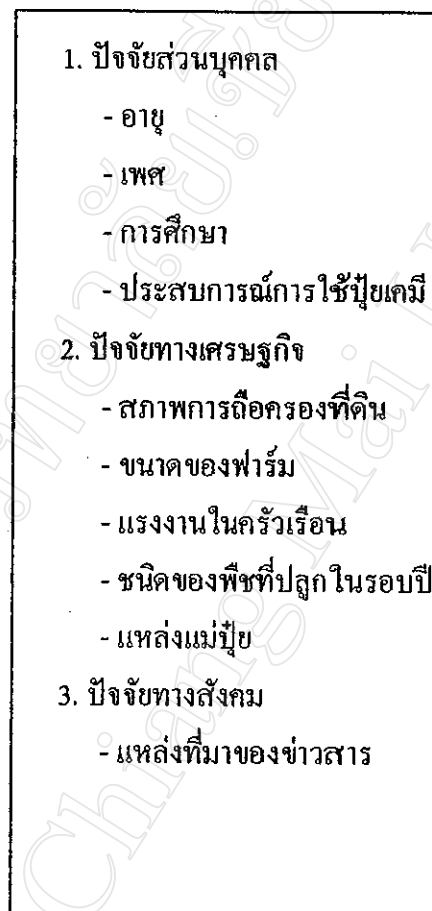 1. ปัจจัยส่วนบุคคล
- อายุ
- เพศ
- การศึกษา
- ประสบการณ์การใช้ปุ๋ยเคมี
2. ปัจจัยทางเศรษฐกิจ
- สภาพการถือครองที่ดิน
- ขนาดของฟาร์ม
- แรงงานในครัวเรือน
- ชนิดของพืชที่ปลูกในรอบปี
- แหล่งแม่ปุ๋ย
3. ปัจจัยทางสังคม
- แหล่งที่มาของข่าวสาร
Chiang Mai